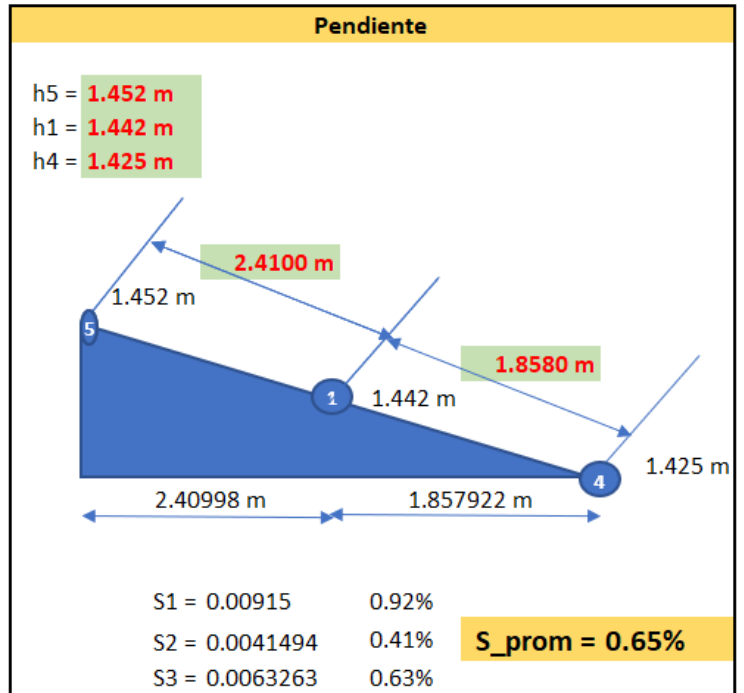 Pendiente
h5 = 1.452 m
h1 = 1.442 m
h4 = 1.425 m
2.4100 m
1.452 m
5
1.8580 m
1
1.442 m
1.425 m
4
2.40998 m 1.857922 m
S1 = 0.00915 0.92%
S2 = 0.0041494 0.41% S_prom = 0.65%
S3 = 0.0063263 0.63%